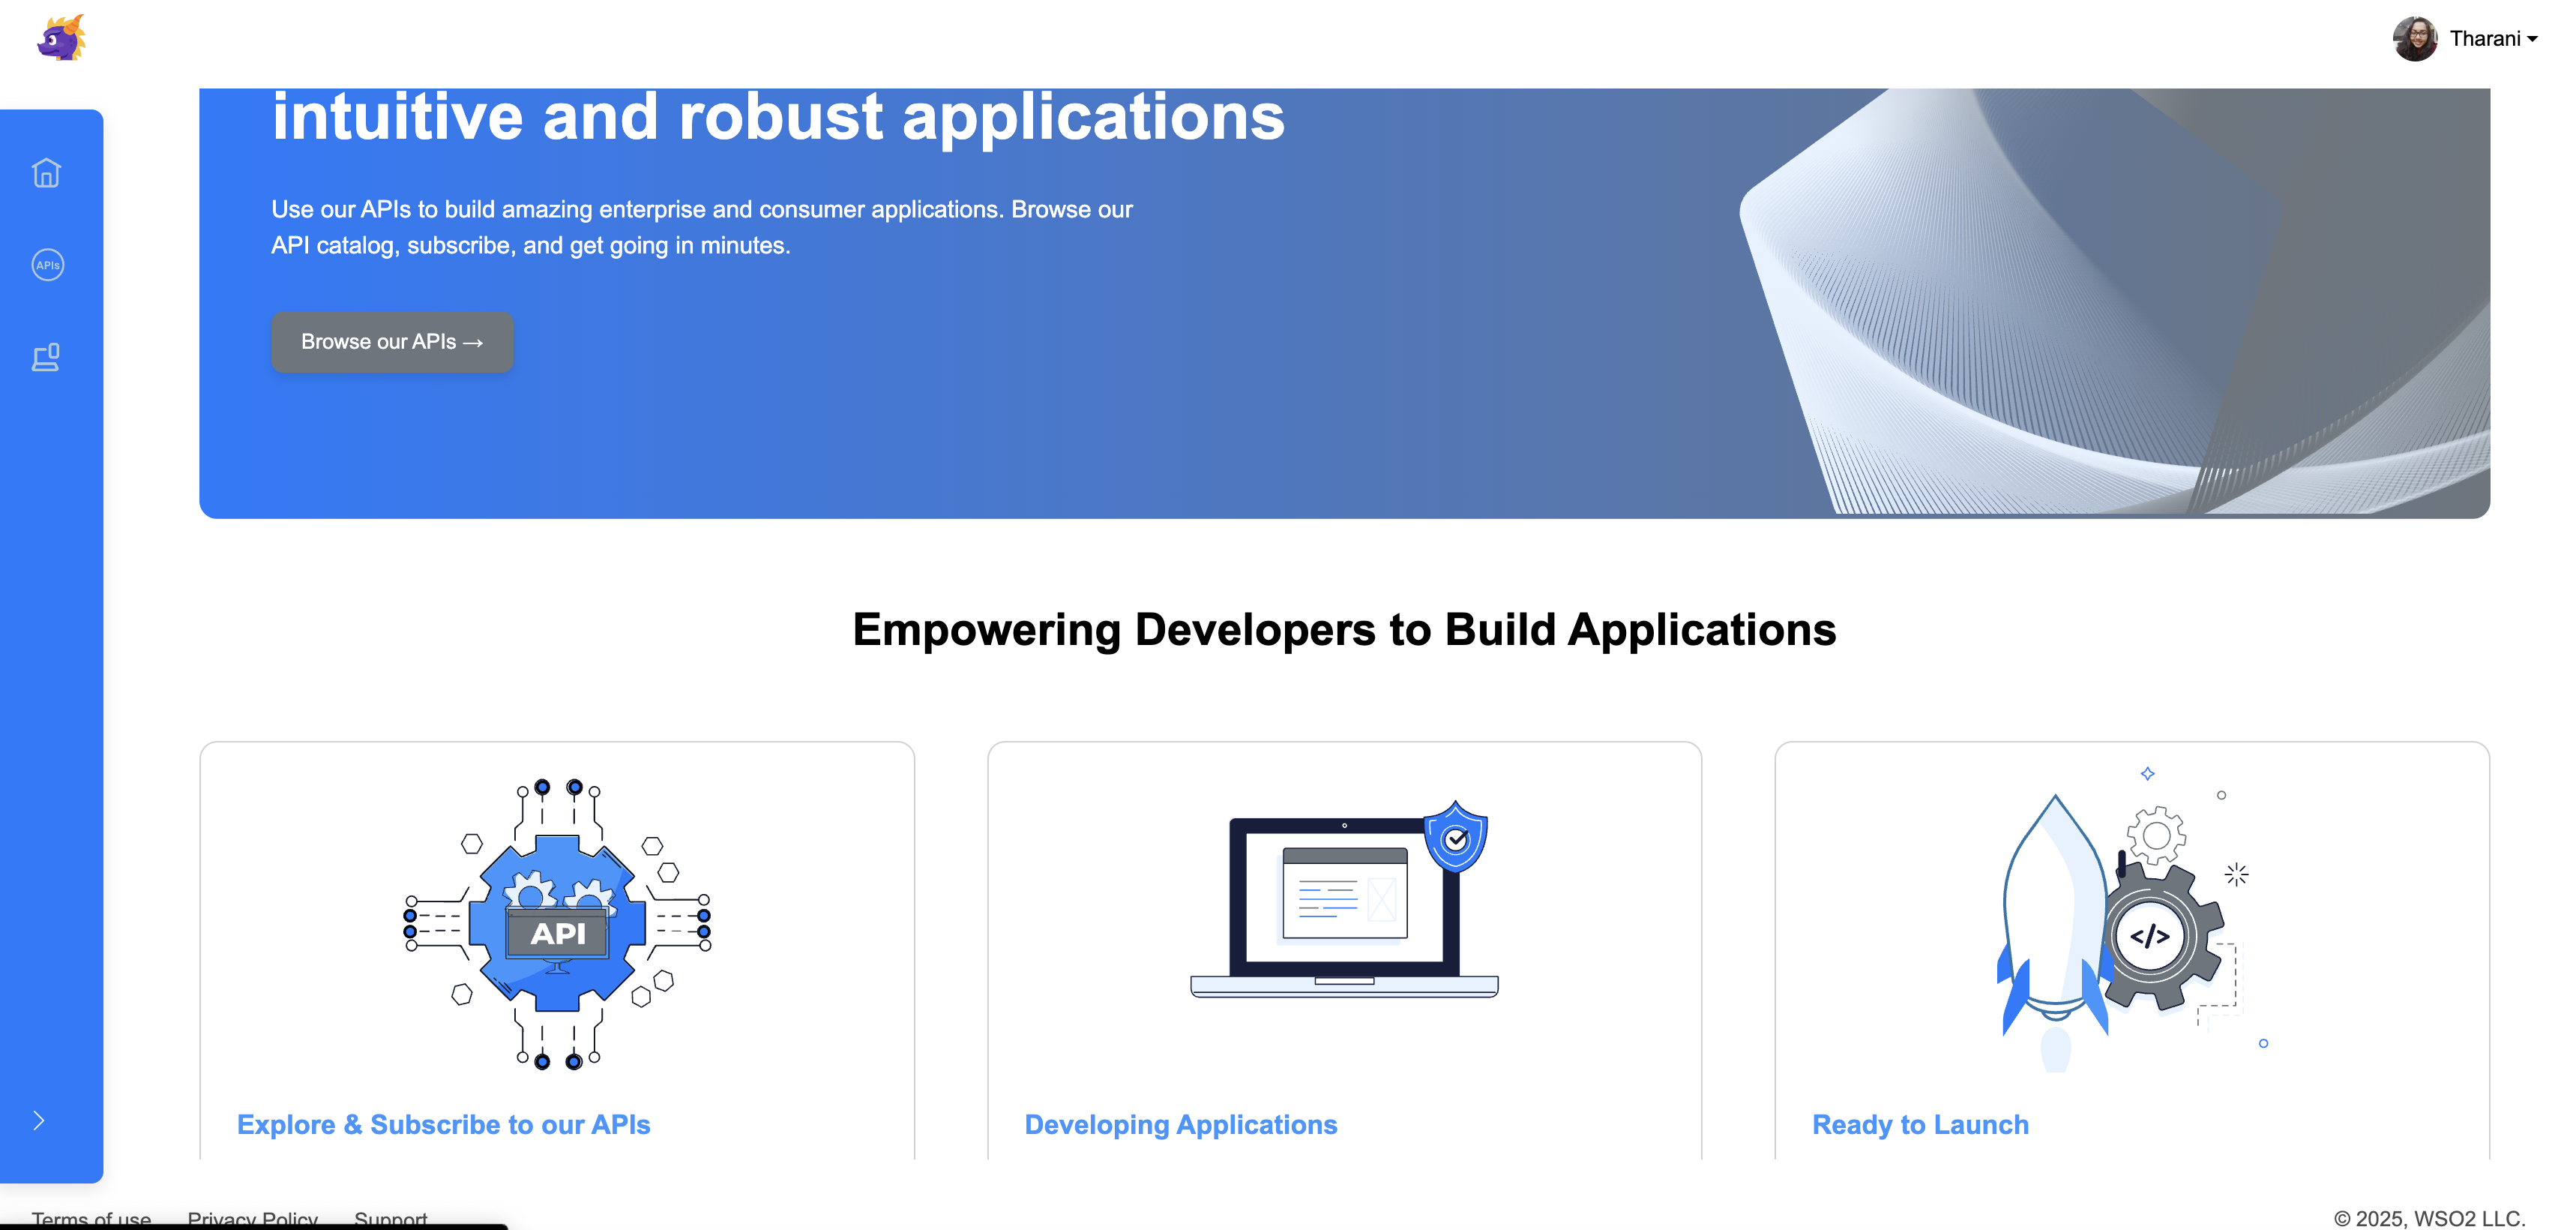 Tharani
intuitive and robust applications
Use our APIs to build amazing enterprise and consumer applications. Browse our
API catalog, subscribe, and get going in minutes.
Browse our APIs →
APIs
Empowering Developers to Build Applications
API
</>
Explore & Subscribe to our APIs
Developing Applications
Ready to Launch
Terms of use
Privacy Policy
Support
© 2025, WSO2 LLC.